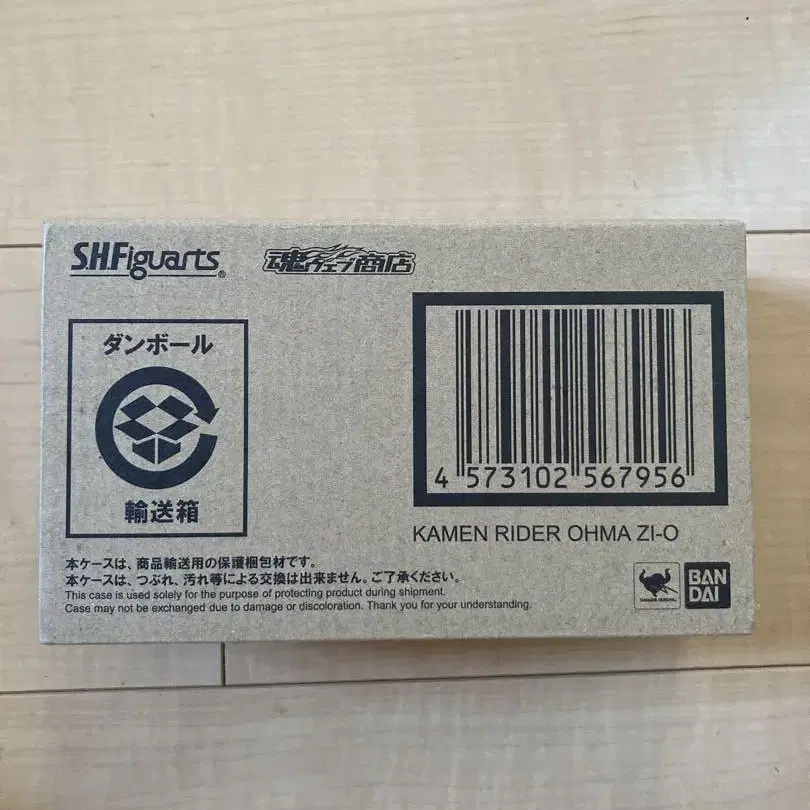 S.H.Figuarts®
魂ウェブ商店
ダンボール
輸送箱
4 573102 567956
KAMEN RIDER OHMA ZI-O
本ケースは、商品輸送用の保護梱包材です。
本ケースは、つぶれ、汚れ等による交換は出来ません。ご了承ください。
This case is used solely for the purpose of protecting product during shipment.
Case may not be exchanged due to damage or discoloration. Thank you for your understanding.
BAN
DAI